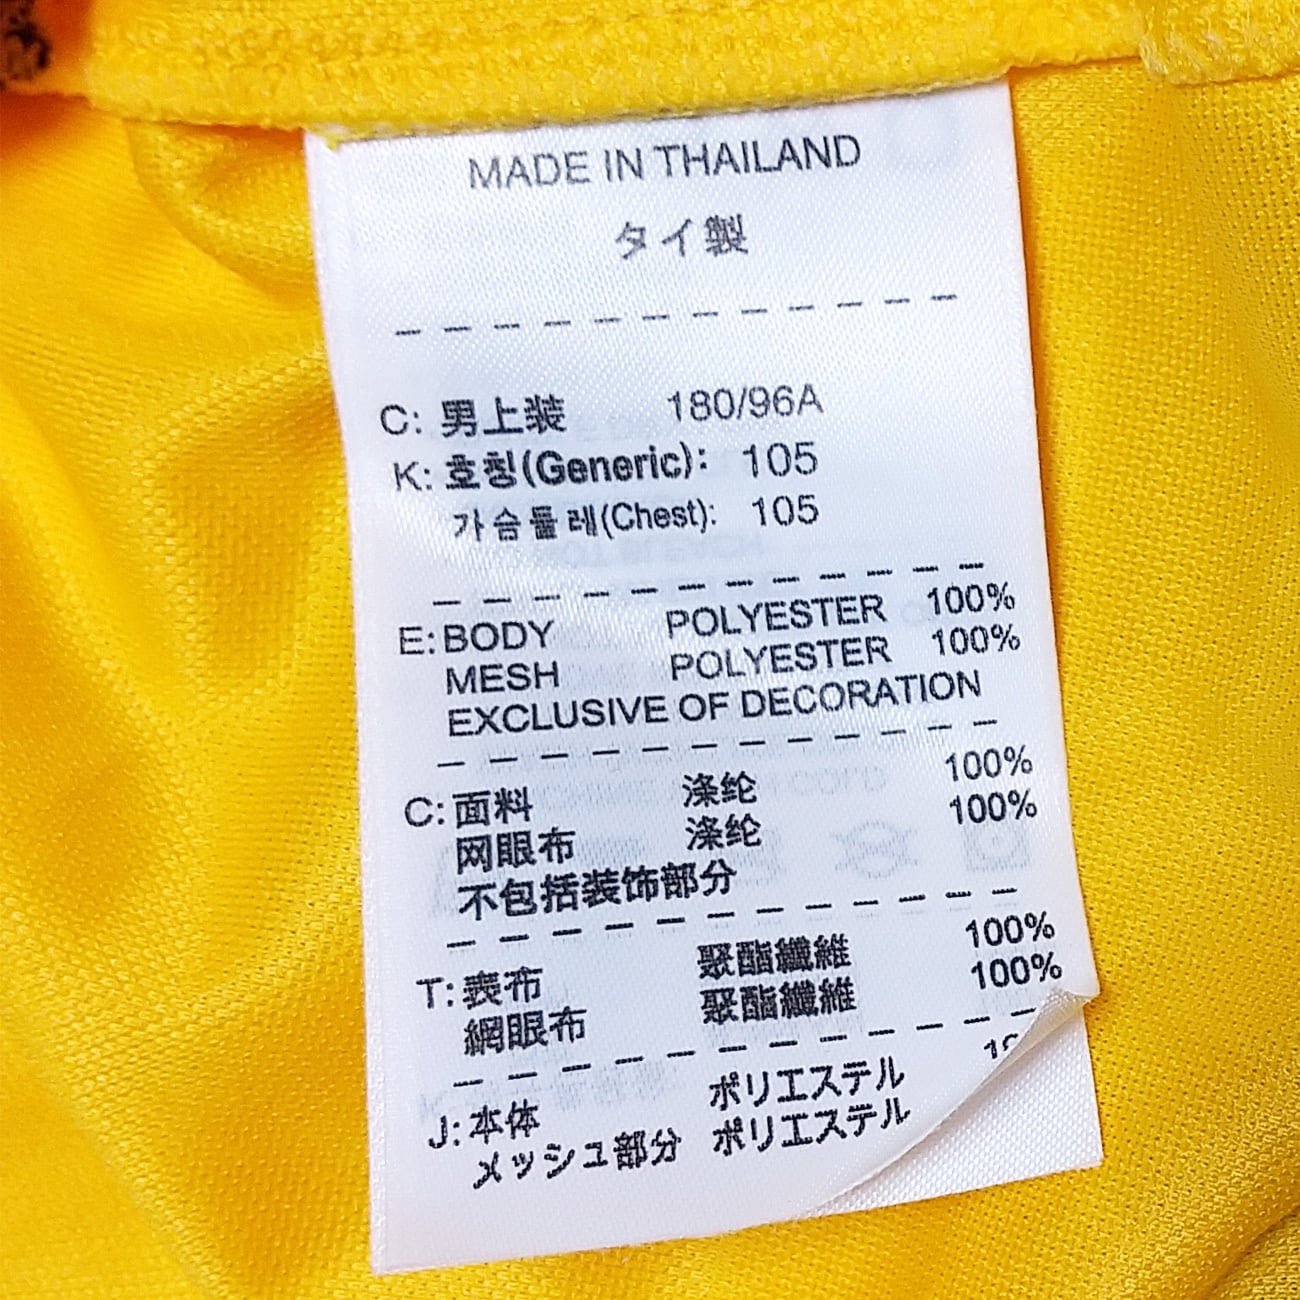 MADE IN THAILAND
タイ製
C: 男上装 180/96A
K: 호칭(Generic): 105
가슴둘레(Chest): 105
E: BODY POLYESTER 100%
MESH POLYESTER 100%
EXCLUSIVE OF DECORATION
C: 面料 涤纶 100%
网眼布 涤纶 100%
不包括装饰部分
T: 表布 聚酯纖維 100%
網眼布 聚酯纖維 100%
J: 本体 ポリエステル
メッシュ部分 ポリエステル